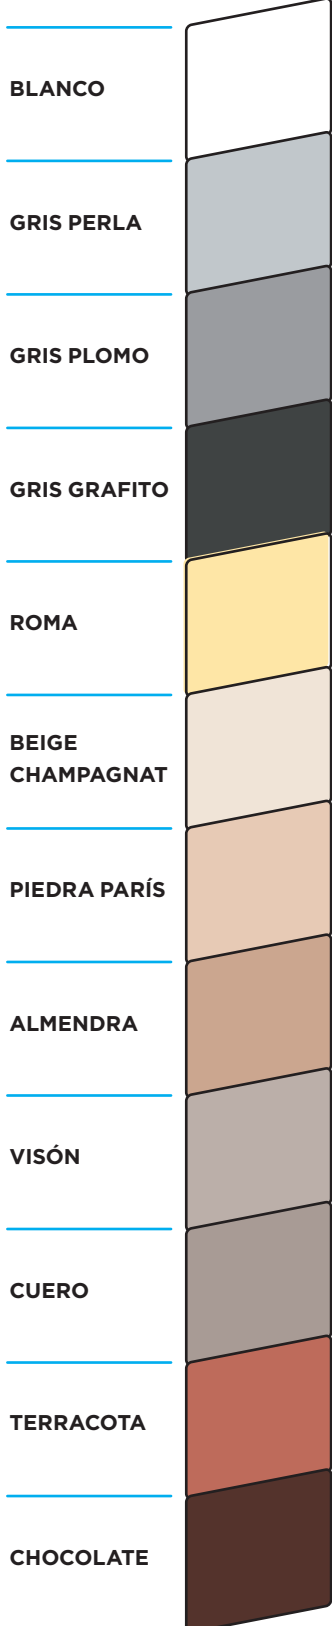 BLANCO
GRIS PERLA
GRIS PLOMO
GRIS GRAFITO
ROMA
BEIGE
CHAMPAGNAT
PIEDRA PARÍS
ALMENDRA
VISÓN
CUERO
TERRACOTA
CHOCOLATE